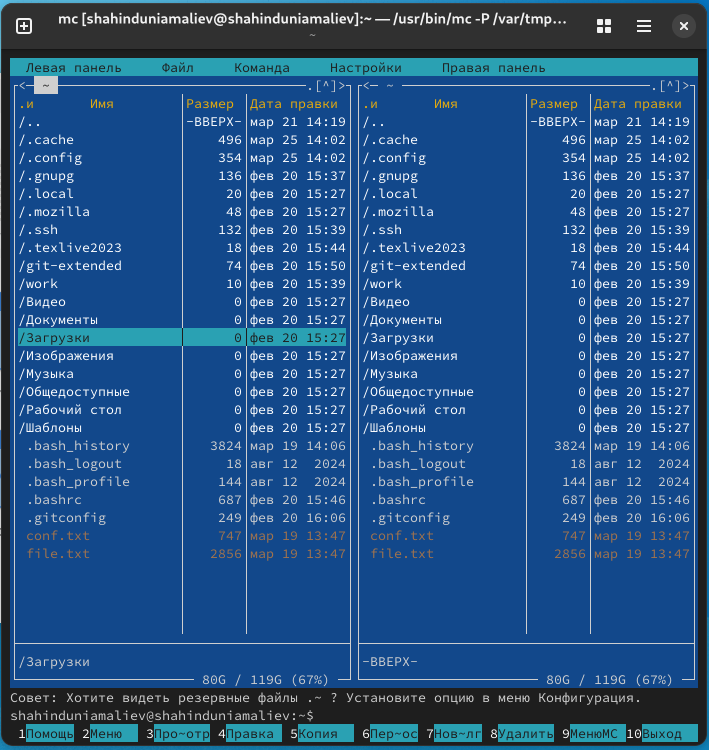 mc [shahinduniamaliev@shahinduniamaliev]:~ — /usr/bin/mc -P /var/tmp…
~
Левая панель Файл Команда Настройки Правая панель
<— ~ .[^]> <— ~ .[^]>
.и Имя Размер Дата правки .и Имя Размер Дата правки
/.. -ВВЕРХ- мар 21 14:19 /.. -ВВЕРХ- мар 21 14:19
/.cache 496 мар 25 14:02 /.cache 496 мар 25 14:02
/.config 354 мар 25 14:02 /.config 354 мар 25 14:02
/.gnupg 136 фев 20 15:37 /.gnupg 136 фев 20 15:37
/.local 20 фев 20 15:27 /.local 20 фев 20 15:27
/.mozilla 48 фев 20 15:27 /.mozilla 48 фев 20 15:27
/.ssh 132 фев 20 15:39 /.ssh 132 фев 20 15:39
/.texlive2023 18 фев 20 15:44 /.texlive2023 18 фев 20 15:44
/git-extended 74 фев 20 15:50 /git-extended 74 фев 20 15:50
/work 10 фев 20 15:39 /work 10 фев 20 15:39
/Видео 0 фев 20 15:27 /Видео 0 фев 20 15:27
/Документы 0 фев 20 15:27 /Документы 0 фев 20 15:27
/Загрузки 0 фев 20 15:27 /Загрузки 0 фев 20 15:27
/Изображения 0 фев 20 15:27 /Изображения 0 фев 20 15:27
/Музыка 0 фев 20 15:27 /Музыка 0 фев 20 15:27
/Общедоступные 0 фев 20 15:27 /Общедоступные 0 фев 20 15:27
/Рабочий стол 0 фев 20 15:27 /Рабочий стол 0 фев 20 15:27
/Шаблоны 0 фев 20 15:27 /Шаблоны 0 фев 20 15:27
.bash_history 3824 мар 19 14:06 .bash_history 3824 мар 19 14:06
.bash_logout 18 авг 12 2024 .bash_logout 18 авг 12 2024
.bash_profile 144 авг 12 2024 .bash_profile 144 авг 12 2024
.bashrc 687 фев 20 15:46 .bashrc 687 фев 20 15:46
.gitconfig 249 фев 20 16:06 .gitconfig 249 фев 20 16:06
conf.txt 747 мар 19 13:47 conf.txt 747 мар 19 13:47
file.txt 2856 мар 19 13:47 file.txt 2856 мар 19 13:47
/Загрузки -ВВЕРХ-
80G / 119G (67%) 80G / 119G (67%)
Совет: Хотите видеть резервные файлы .~ ? Установите опцию в меню Конфигурация.
shahinduniamaliev@shahinduniamaliev:~$
1Помощь 2Меню 3Про~отр 4Правка 5Копия 6Пер~ос 7Нов~лг 8Удалить 9МенюMC 10Выход